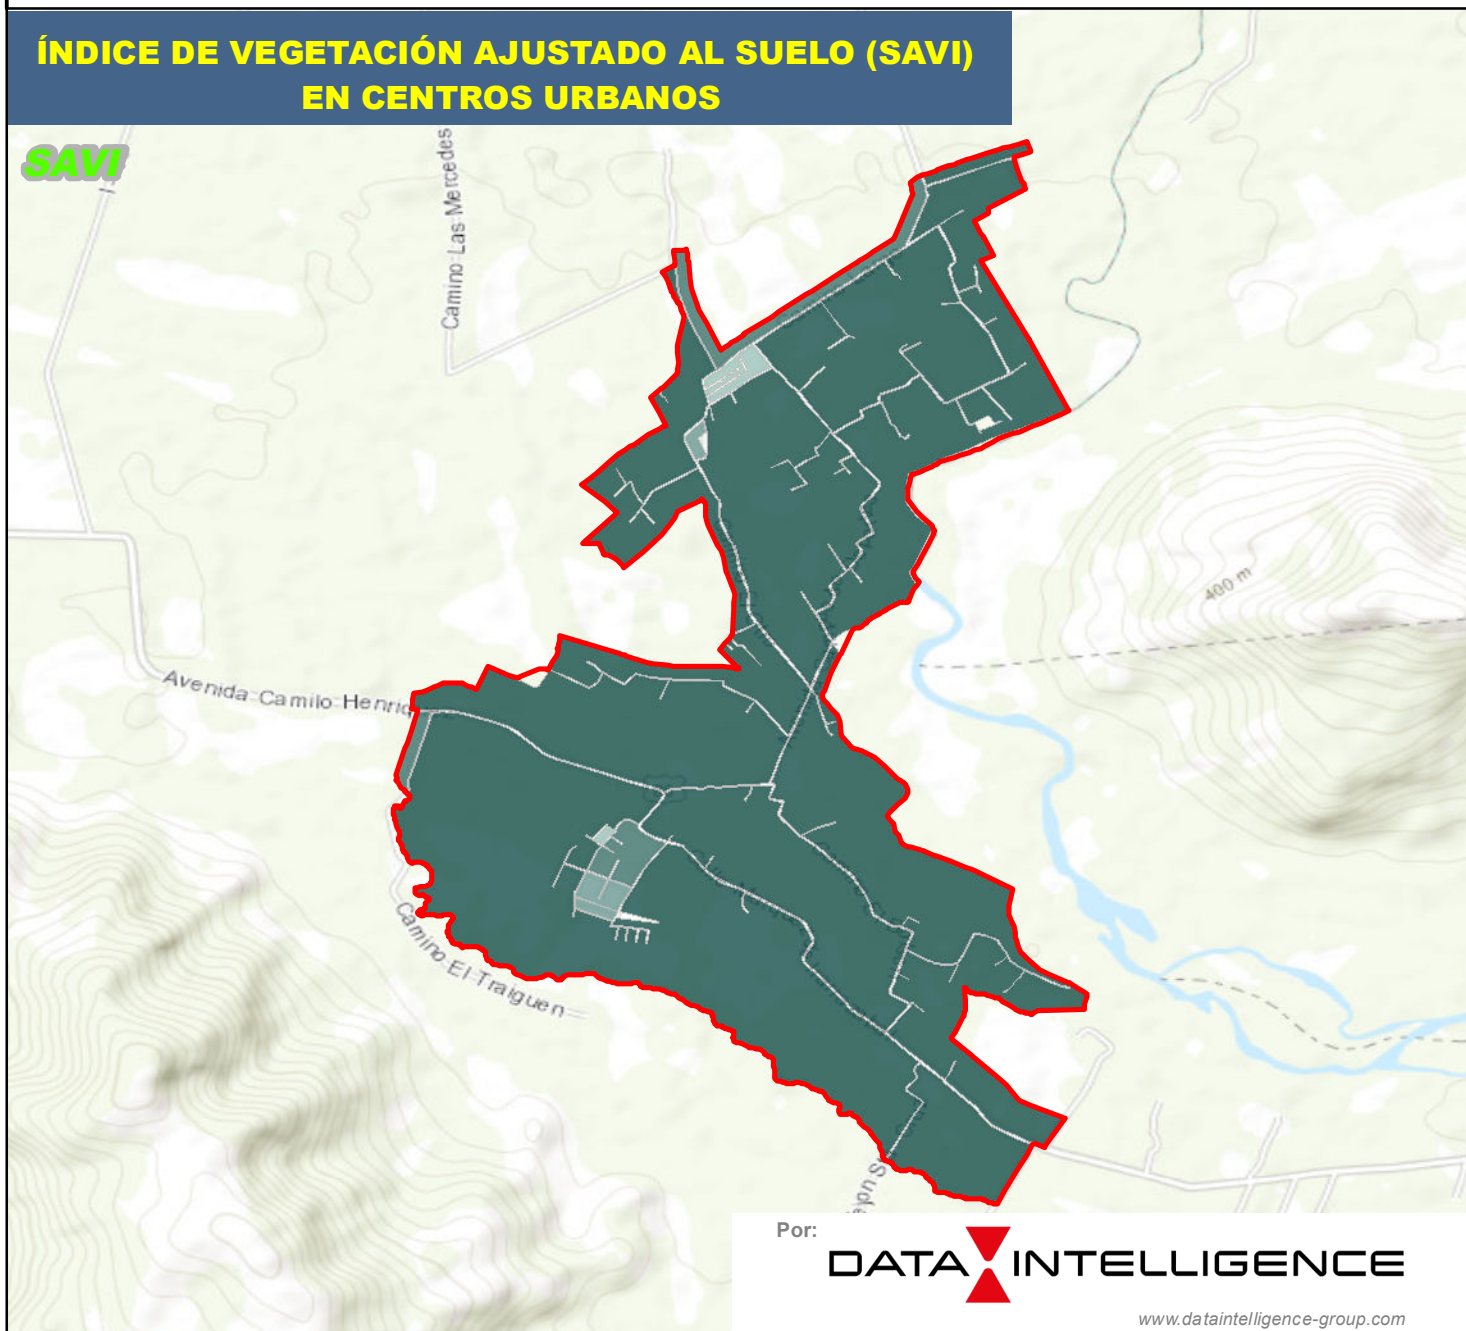 ÍNDICE DE VEGETACIÓN AJUSTADO AL SUELO (SAVI)
EN CENTROS URBANOS
SAVI
Camino Las Mercedes
400 m
Avenida Camilo Henriq
Camino El Traiguen
Por:
DATA INTELLIGENCE
www.dataintelligence-group.com